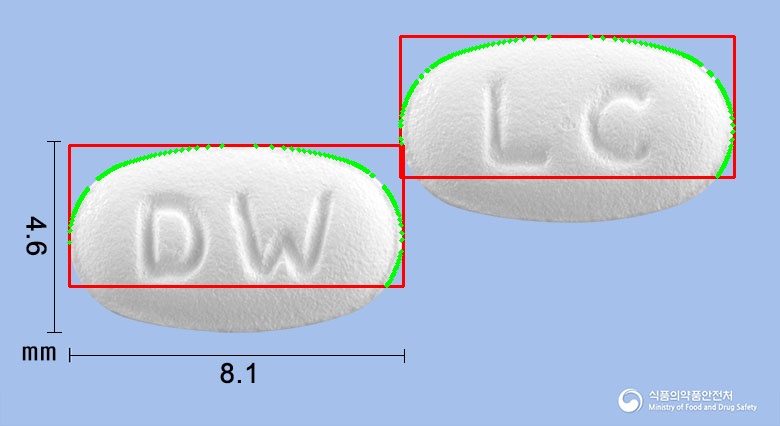 LC
DW
4.6
mm
8.1
식품의약품안전처
Ministry of Food and Drug Safety